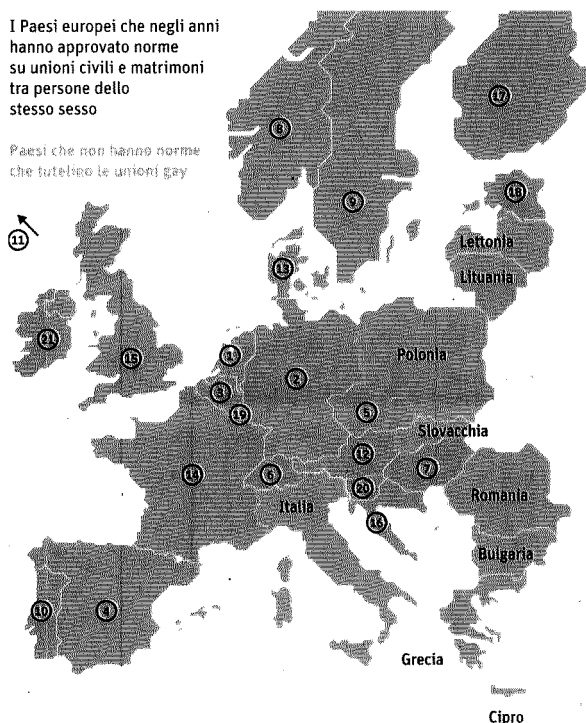 I Paesi europei che negli anni
hanno approvato norme
su unioni civili e matrimoni
tra persone dello
stesso sesso
Paesi che non hanno norme
che tutelino le unioni gay
8
17
9
18
11
Lettonia
13
Lituania
21
15
1
2
Polonia
3
19
5
Slovacchia
12
14
6
7
20
Italia
Romania
16
Bulgaria
10
4
Grecia
Cipro